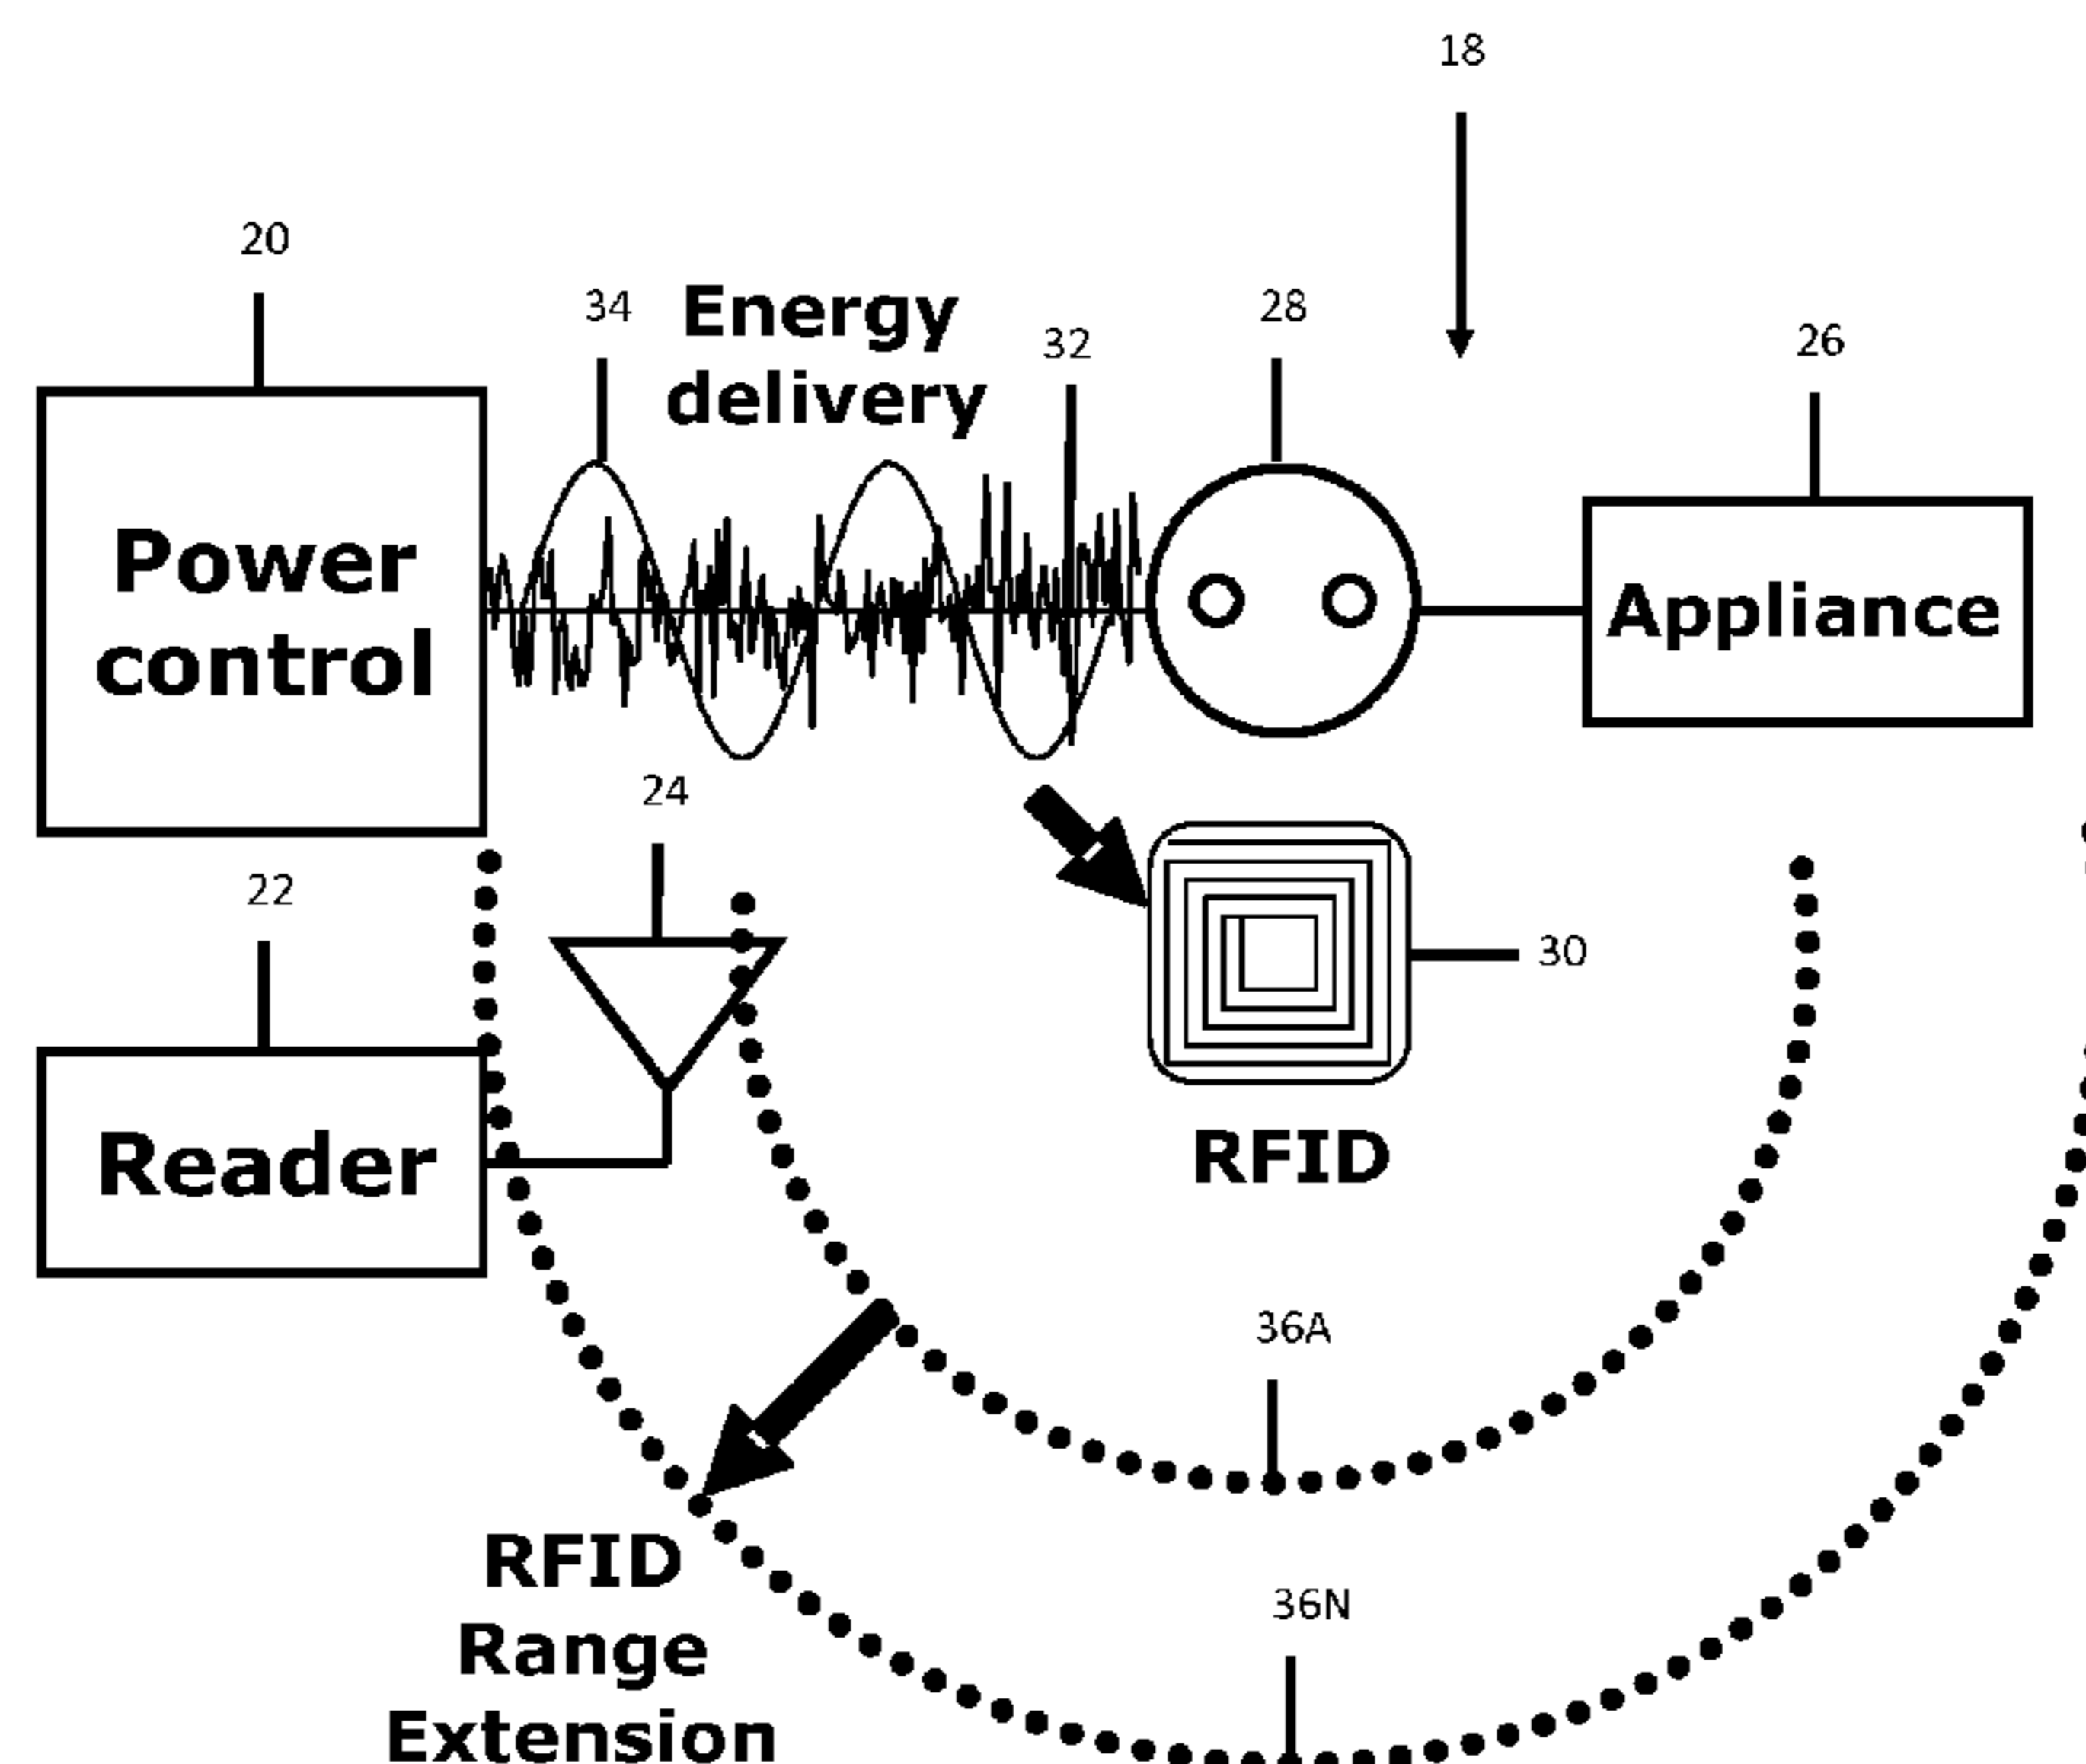 18
20
34
Energy
delivery
32
28
26
Power
control
Appliance
24
22
30
Reader
RFID
36A
RFID
Range
Extension
36N